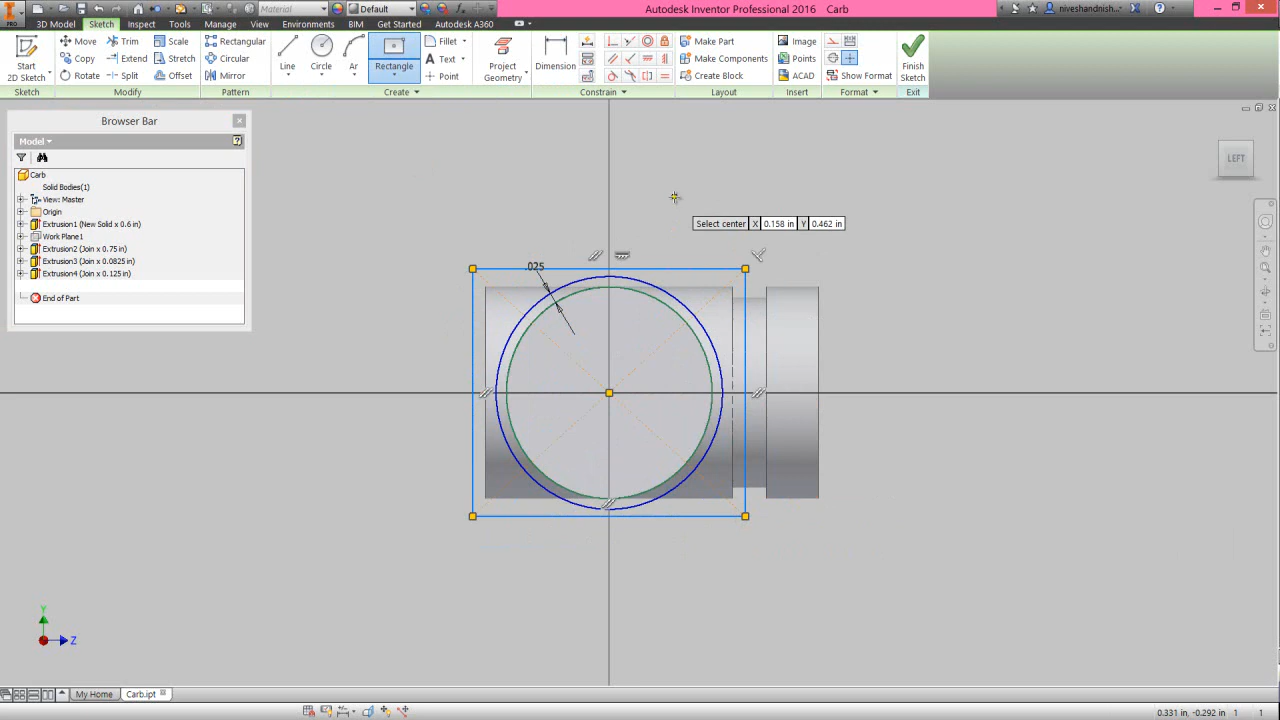 Material
Default
Autodesk Inventor Professional 2016 Carb
niveshandnish...
PRO
3D Model Sketch Inspect Tools Manage View Environments BIM Get Started Autodesk A360
Start
2D Sketch
Move
Copy
Rotate
Trim
Extend
Split
Scale
Stretch
Offset
Rectangular
Circular
Mirror
Line
Circle
Ar
Rectangle
Fillet
Text
Point
Project
Geometry
Dimension
Make Part
Make Components
Create Block
Image
Points
ACAD
Show Format
Finish
Sketch
Sketch Modify Pattern Create Constrain Layout Insert Format Exit
Browser Bar
Model
Carb
Solid Bodies(1)
View: Master
Origin
Extrusion1 (New Solid x 0.6 in)
Work Plane1
Extrusion2 (Join x 0.75 in)
Extrusion3 (Join x 0.0825 in)
Extrusion4 (Join x 0.125 in)
End of Part
LEFT
Select center X 0.158 in Y 0.462 in
.025
Y
Z
My Home Carb.ipt
0.331 in, -0.292 in 1 1